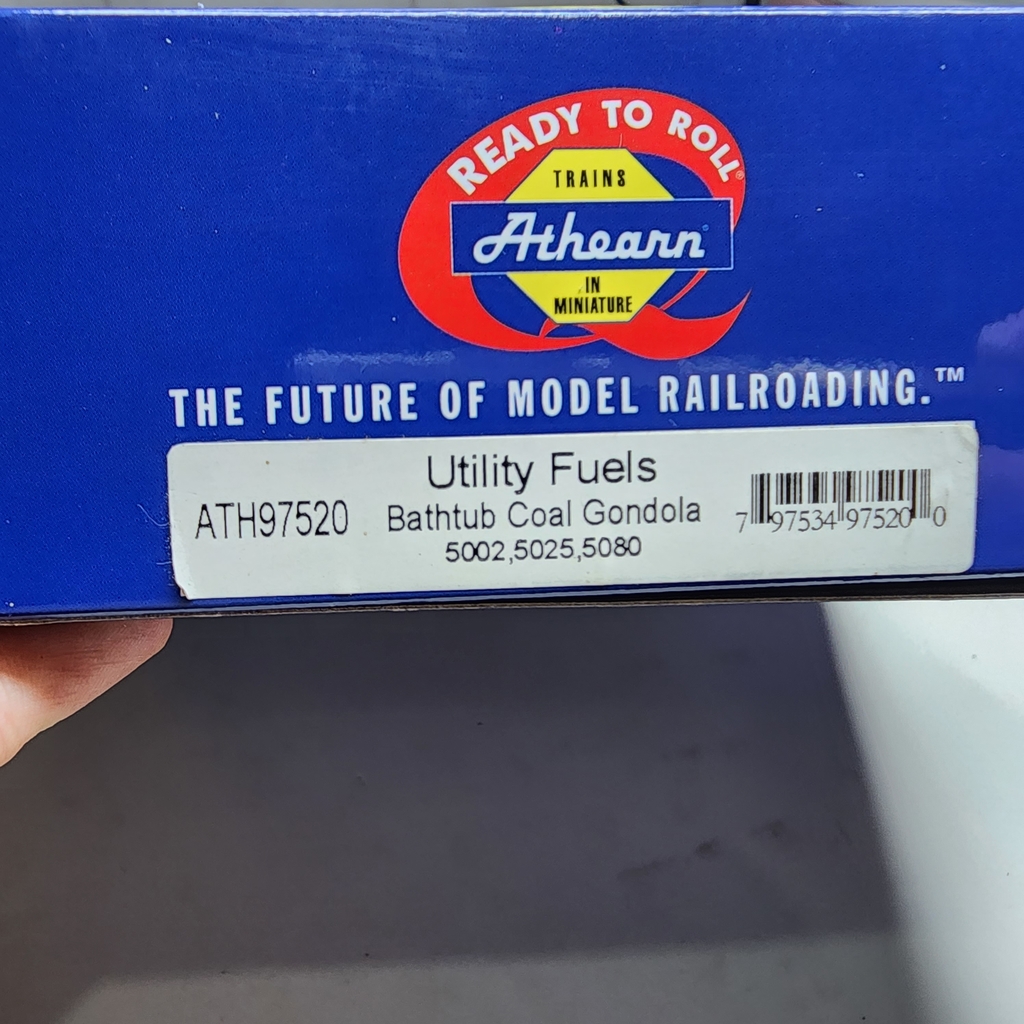 READY TO ROLL®
TRAINS
Athearn®
IN
MINIATURE
THE FUTURE OF MODEL RAILROADING.™
Utility Fuels
ATH97520
Bathtub Coal Gondola
5002,5025,5080
7 97534 97520 0